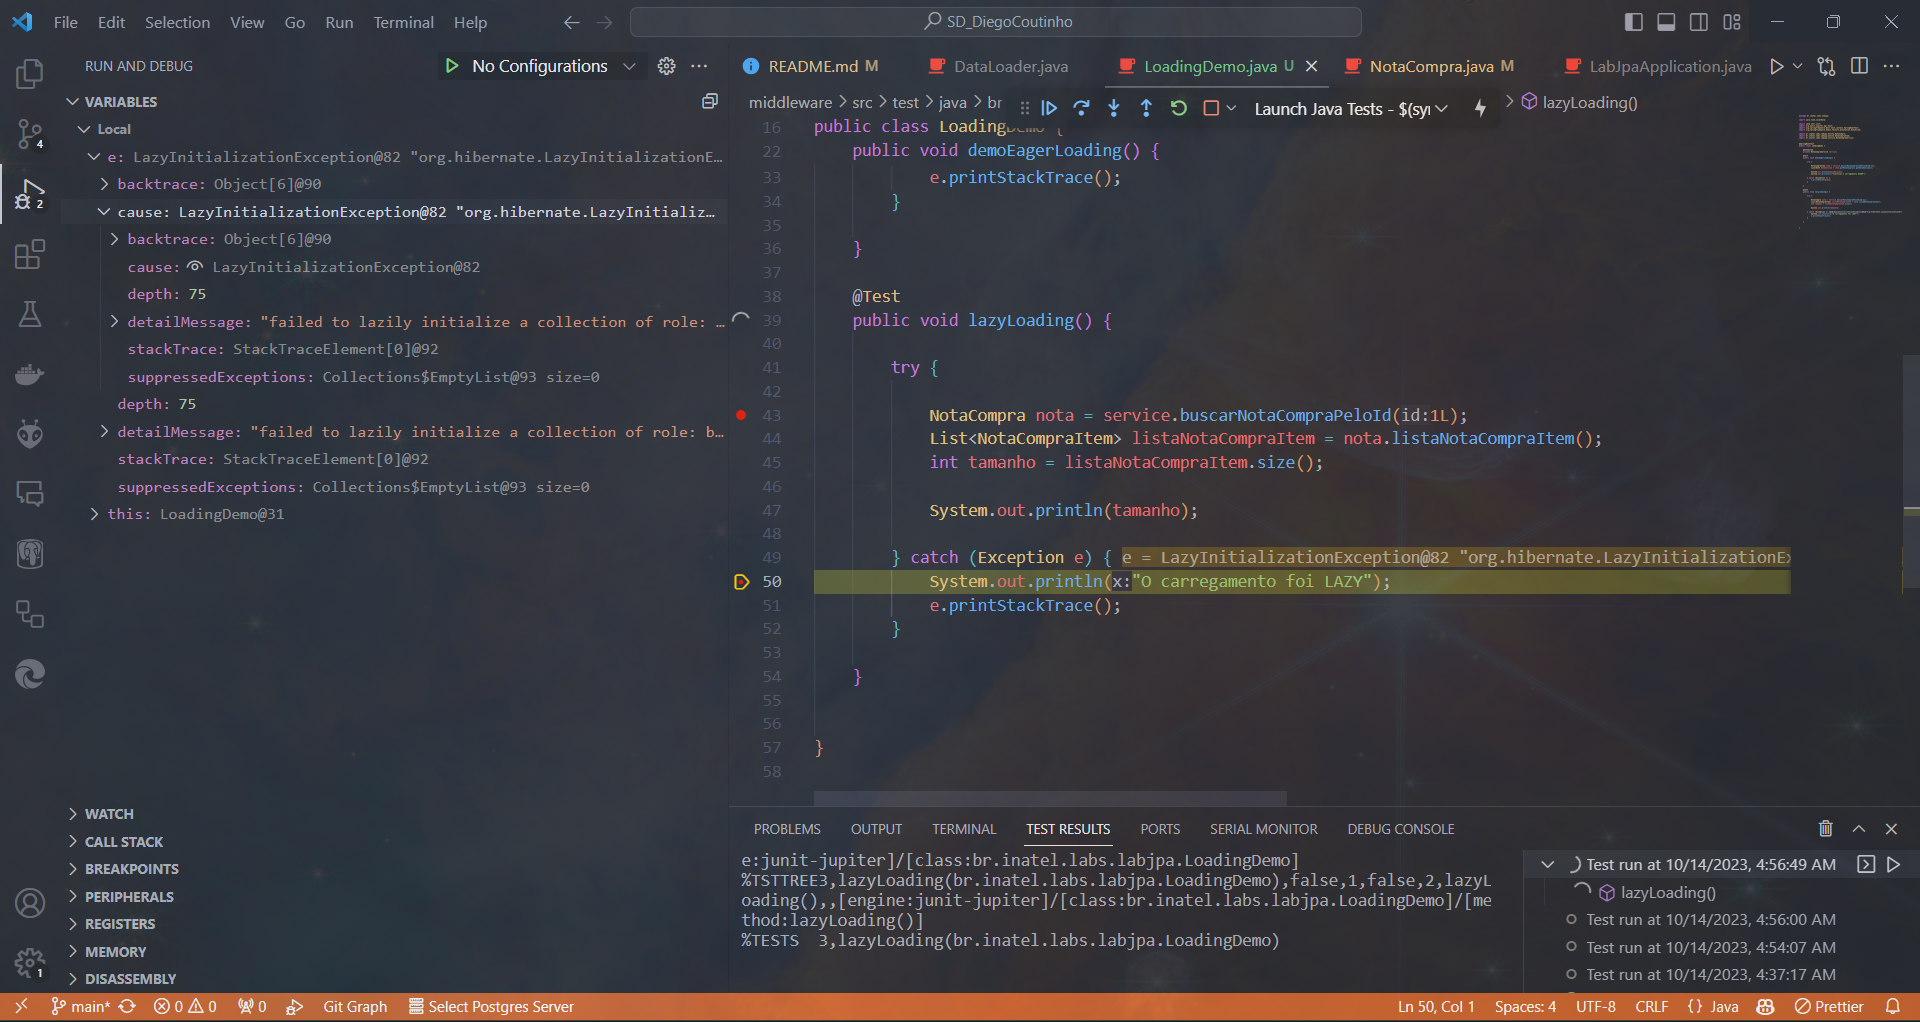 File Edit Selection View Go Run Terminal Help
SD_DiegoCoutinho
RUN AND DEBUG
No Configurations
VARIABLES
Local
e: LazyInitializationException@82 "org.hibernate.LazyInitializationE…
backtrace: Object[6]@90
cause: LazyInitializationException@82 "org.hibernate.LazyInitializ…
backtrace: Object[6]@90
cause: LazyInitializationException@82
depth: 75
detailMessage: "failed to lazily initialize a collection of role: …
stackTrace: StackTraceElement[0]@92
suppressedExceptions: Collections$EmptyList@93 size=0
depth: 75
detailMessage: "failed to lazily initialize a collection of role: b…
stackTrace: StackTraceElement[0]@92
suppressedExceptions: Collections$EmptyList@93 size=0
this: LoadingDemo@31
WATCH
CALL STACK
BREAKPOINTS
PERIPHERALS
REGISTERS
MEMORY
DISASSEMBLY
4
2
1
README.md M DataLoader.java LoadingDemo.java U NotaCompra.java M LabJpaApplication.java
middleware > src > test > java > br
Launch Java Tests - $(syı
lazyLoading()
16 public class LoadingDemo {
22 public void demoEagerLoading() {
33 e.printStackTrace();
34 }
35
36 }
37
38 @Test
39 public void lazyLoading() {
40
41 try {
42
43 NotaCompra nota = service.buscarNotaCompraPeloId(id:1L);
44 List<NotaCompraItem> listaNotaCompraItem = nota.listaNotaCompraItem();
45 int tamanho = listaNotaCompraItem.size();
46
47 System.out.println(tamanho);
48
49 } catch (Exception e) { e = LazyInitializationException@82 "org.hibernate.LazyInitializationEx
50 System.out.println(x:"O carregamento foi LAZY");
51 e.printStackTrace();
52 }
53
54 }
55
56
57 }
58
PROBLEMS OUTPUT TERMINAL TEST RESULTS PORTS SERIAL MONITOR DEBUG CONSOLE
e:junit-jupiter]/[class:br.inatel.labs.labjpa.LoadingDemo]
%TSTTREE3,lazyLoading(br.inatel.labs.labjpa.LoadingDemo),false,1,false,2,lazyL
oading(),,[engine:junit-jupiter]/[class:br.inatel.labs.labjpa.LoadingDemo]/[me
thod:lazyLoading()]
%TESTS 3,lazyLoading(br.inatel.labs.labjpa.LoadingDemo)
Test run at 10/14/2023, 4:56:49 AM
lazyLoading()
Test run at 10/14/2023, 4:56:00 AM
Test run at 10/14/2023, 4:54:07 AM
Test run at 10/14/2023, 4:37:17 AM
main* 0 0 0 Git Graph Select Postgres Server
Ln 50, Col 1 Spaces: 4 UTF-8 CRLF {} Java Prettier